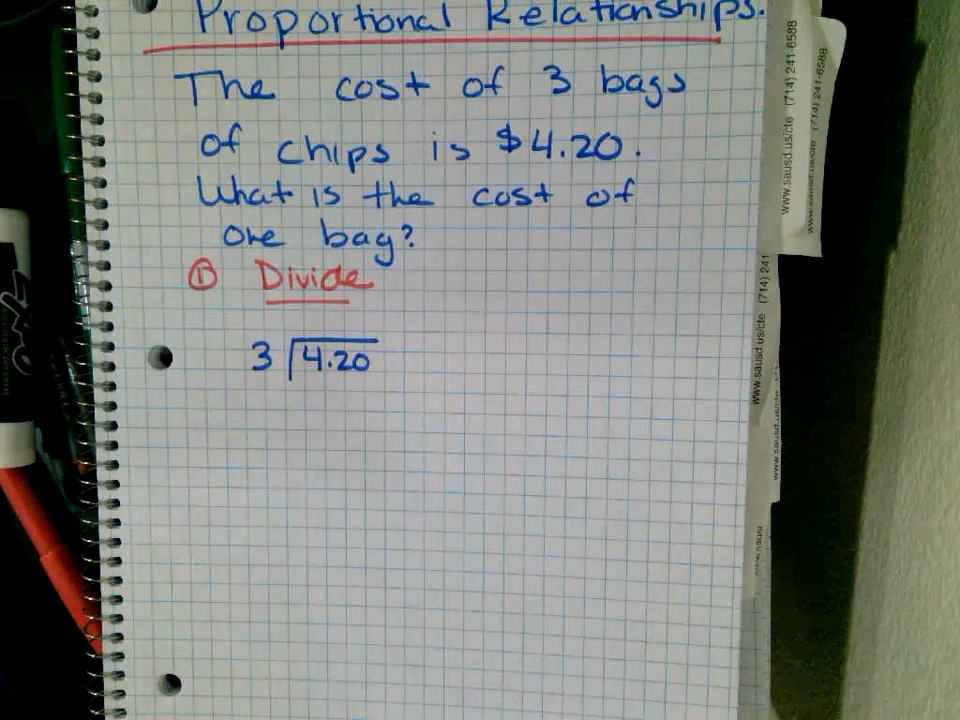 Proportional Relationships.
The cost of 3 bags
of chips is $4.20.
What is the cost of
one bag?
① Divide
3 4.20
www.sausd.us/cte (714) 241-6588
www.sausd.us/cte (714) 241-6588
www.sausd.us/cte (714) 241